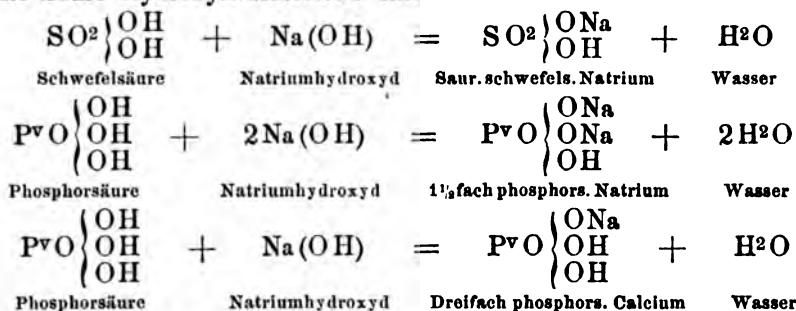 SO² { OH OH + Na(OH) = SO² { ONa OH + H²O
Schwefelsäure Natriumhydroxyd Saur. schwefels. Natrium Wasser
PᵛO { OH OH OH + 2Na(OH) = PᵛO { ONa ONa OH + 2H²O
Phosphorsäure Natriumhydroxyd 1½fach phosphors. Natrium Wasser
PᵛO { OH OH OH + Na(OH) = PᵛO { ONa OH OH + H²O
Phosphorsäure Natriumhydroxyd Dreifach phosphors. Calcium Wasser